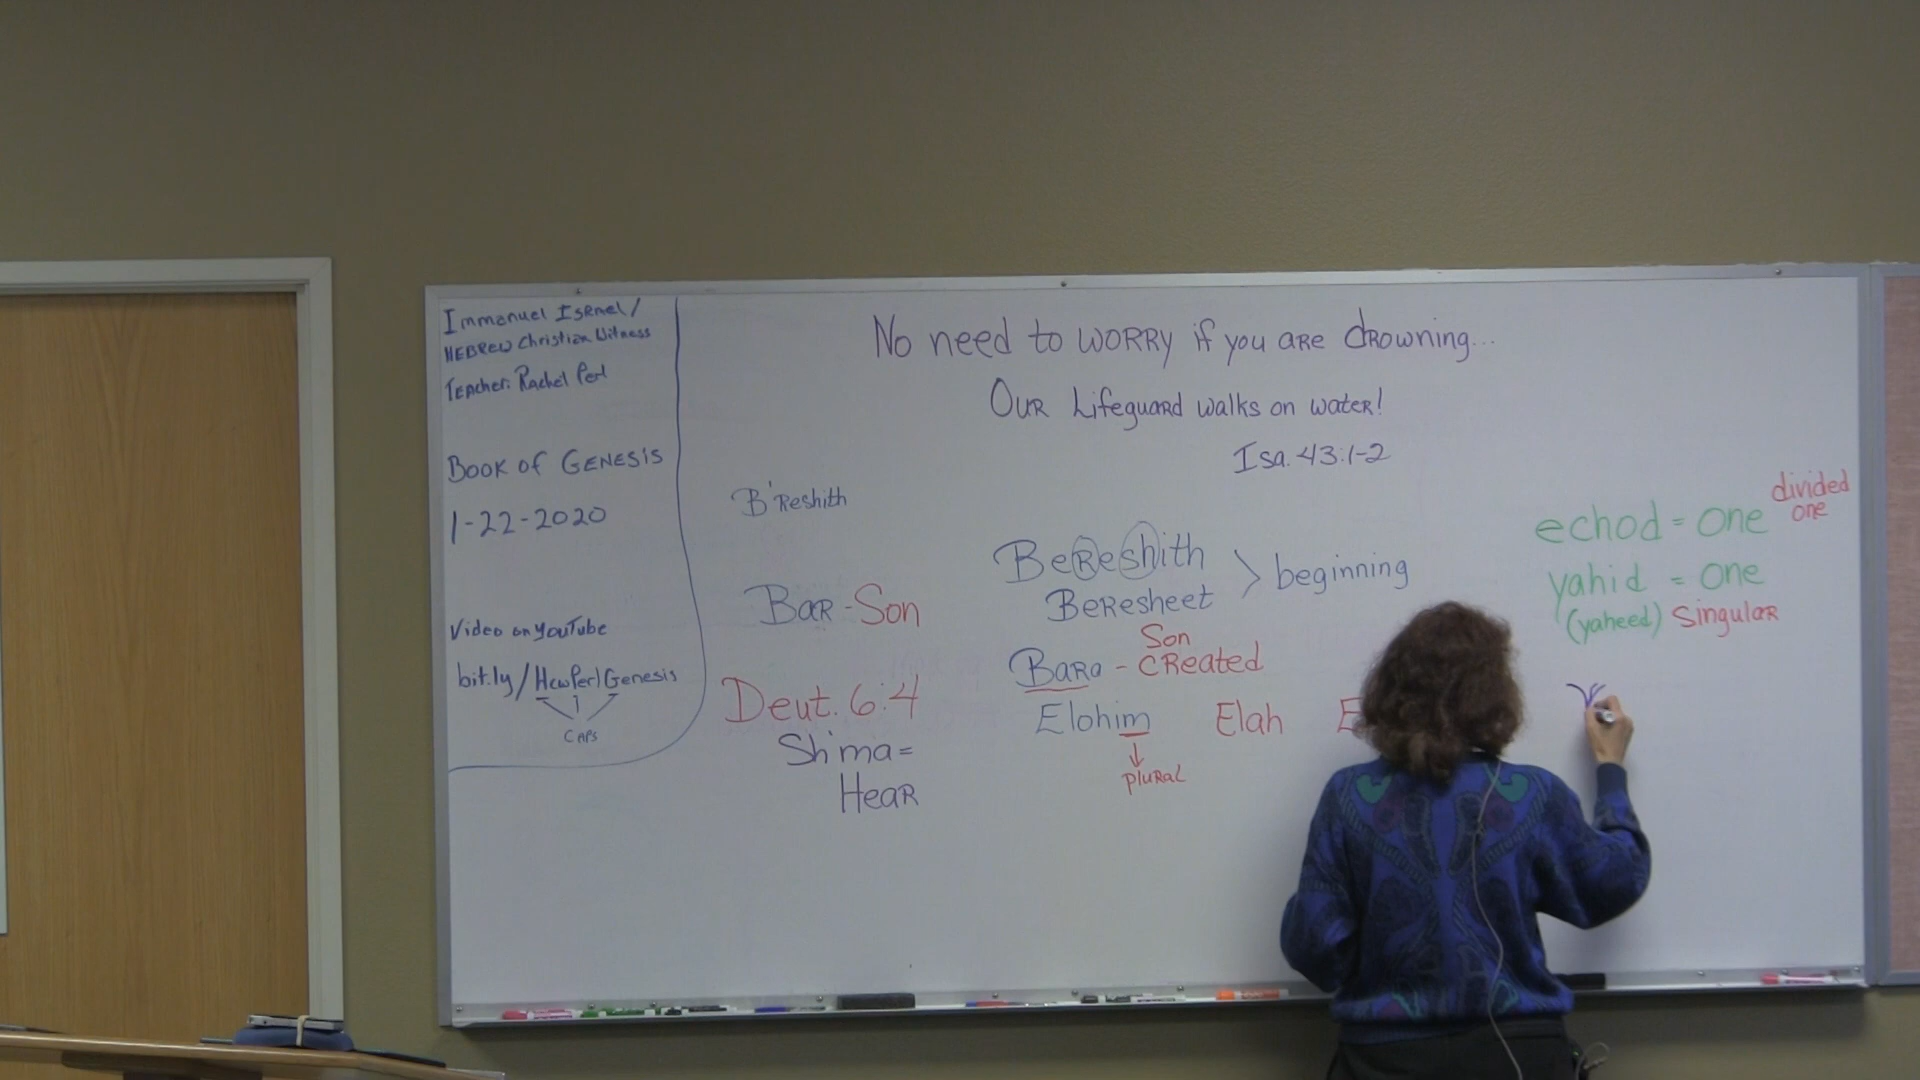 Immanuel Israel/
HEBREW Christian Witness
Teacher: Rachel Perl
Book of GENESIS
1-22-2020
Video on YouTube
bit.ly/HcwPerlGenesis
CAPS
No need to worry if you are drowning...
Our Lifeguard walks on water!
Isa. 43:1-2
B'Reshith
Bar - Son
Deut. 6:4
Sh'ma =
Hear
BeReshith
Beresheet > beginning
Son
Bara - Created
Elohim Elah E
plural
echod = one divided one
yahid = one
(yaheed) Singular